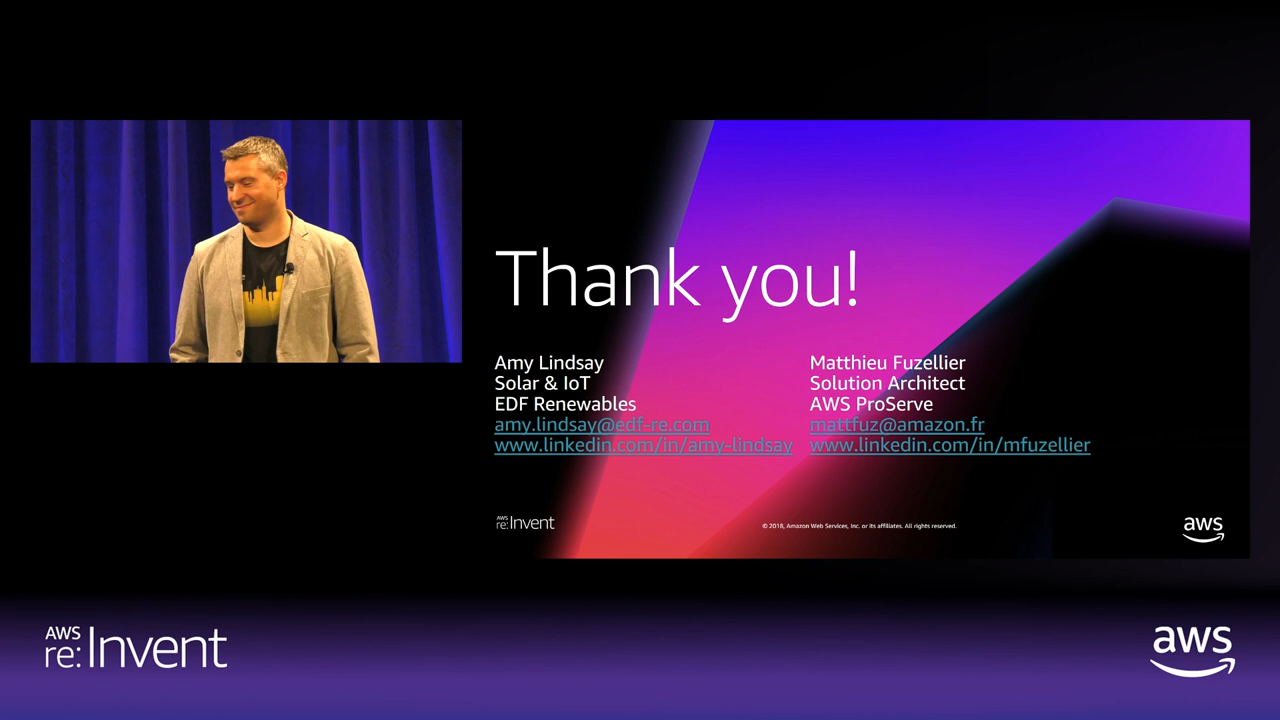 Thank you!
Amy Lindsay
Solar & IoT
EDF Renewables
amy.lindsay@edf-re.com
www.linkedin.com/in/amy-lindsay
Matthieu Fuzellier
Solution Architect
AWS ProServe
mattfuz@amazon.fr
www.linkedin.com/in/mfuzellier
AWS
re:Invent
© 2018, Amazon Web Services, Inc. or its affiliates. All rights reserved.
aws
AWS
re:Invent
aws